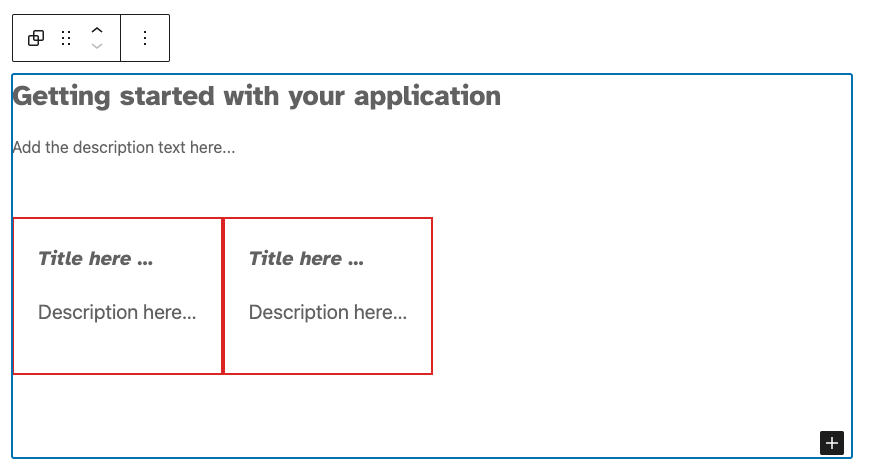 Getting started with your application
Add the description text here...
Title here ...
Title here ...
Description here...
Description here...